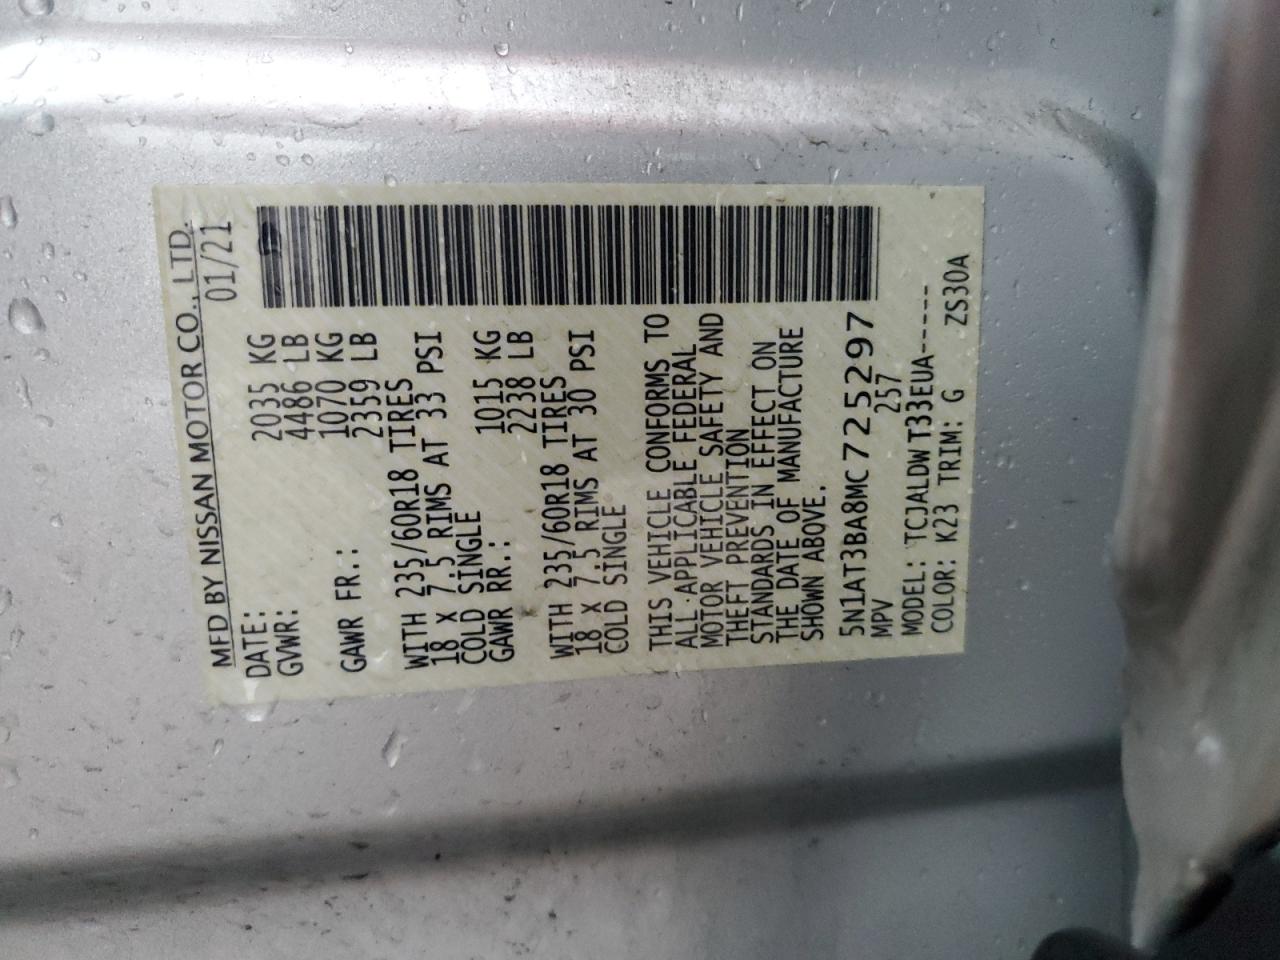 MFD BY NISSAN MOTOR CO., LTD.
DATE: 01/21
GVWR: 2035 KG
4486 LB
GAWR FR.: 1070 KG
2359 LB
WITH 235/60R18 TIRES
18 X 7.5 RIMS AT 33 PSI
COLD SINGLE
GAWR RR.: 1015 KG
2238 LB
WITH 235/60R18 TIRES
18 X 7.5 RIMS AT 30 PSI
COLD SINGLE
THIS VEHICLE CONFORMS TO
ALL APPLICABLE FEDERAL
MOTOR VEHICLE SAFETY AND
THEFT PREVENTION
STANDARDS IN EFFECT ON
THE DATE OF MANUFACTURE
SHOWN ABOVE.
5N1AT3BA8MC725297
MPV 257
MODEL: TCJALDWT33EUA-----
COLOR: K23 TRIM: G ZS30A